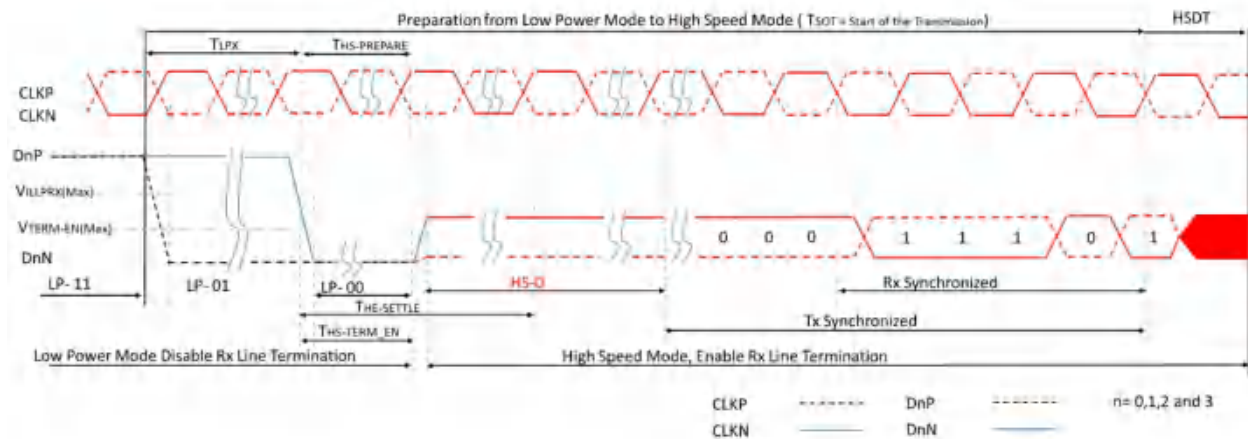 Preparation from Low Power Mode to High Speed Mode ( TSOT = Start of the Transmission)
HSDT
TLPX
THS-PREPARE
CLKP
CLKN
DnP
VILLPRX(Max)
VTERM-EN(Max)
DnN
0 0 0 1 1 1 0 1
LP- 11
LP- 01
LP- 00
HS-O
Rx Synchronized
THE-SETTLE
Tx Synchronized
THS-TERM_EN
Low Power Mode Disable Rx Line Termination
High Speed Mode, Enable Rx Line Termination
CLKP
DnP
n= 0,1,2 and 3
CLKN
DnN